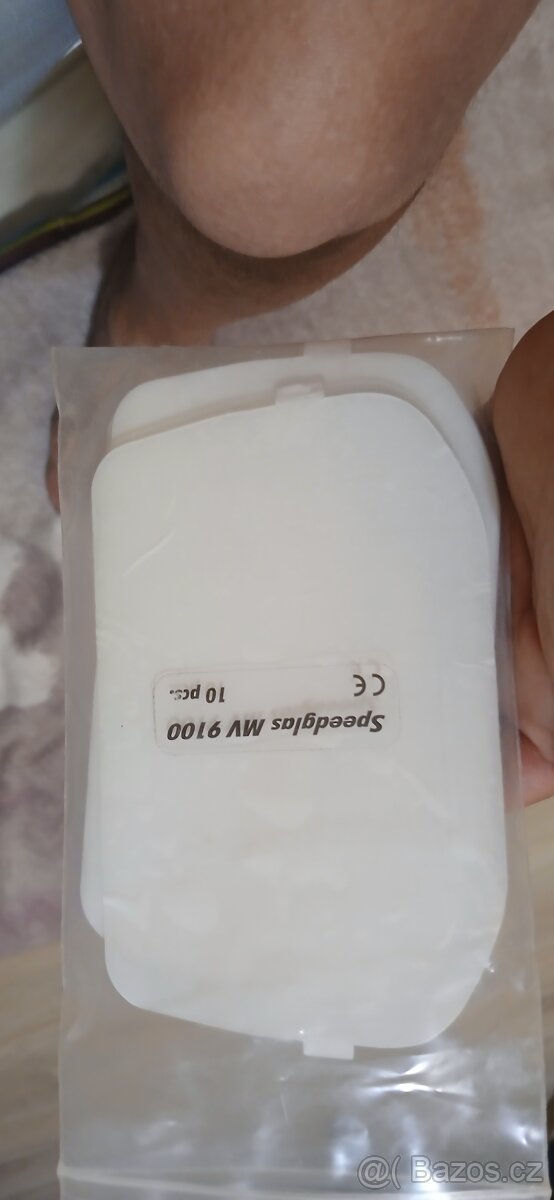 Speedglas MV 9100
CE 10 pcs.
@( Bazos.cz